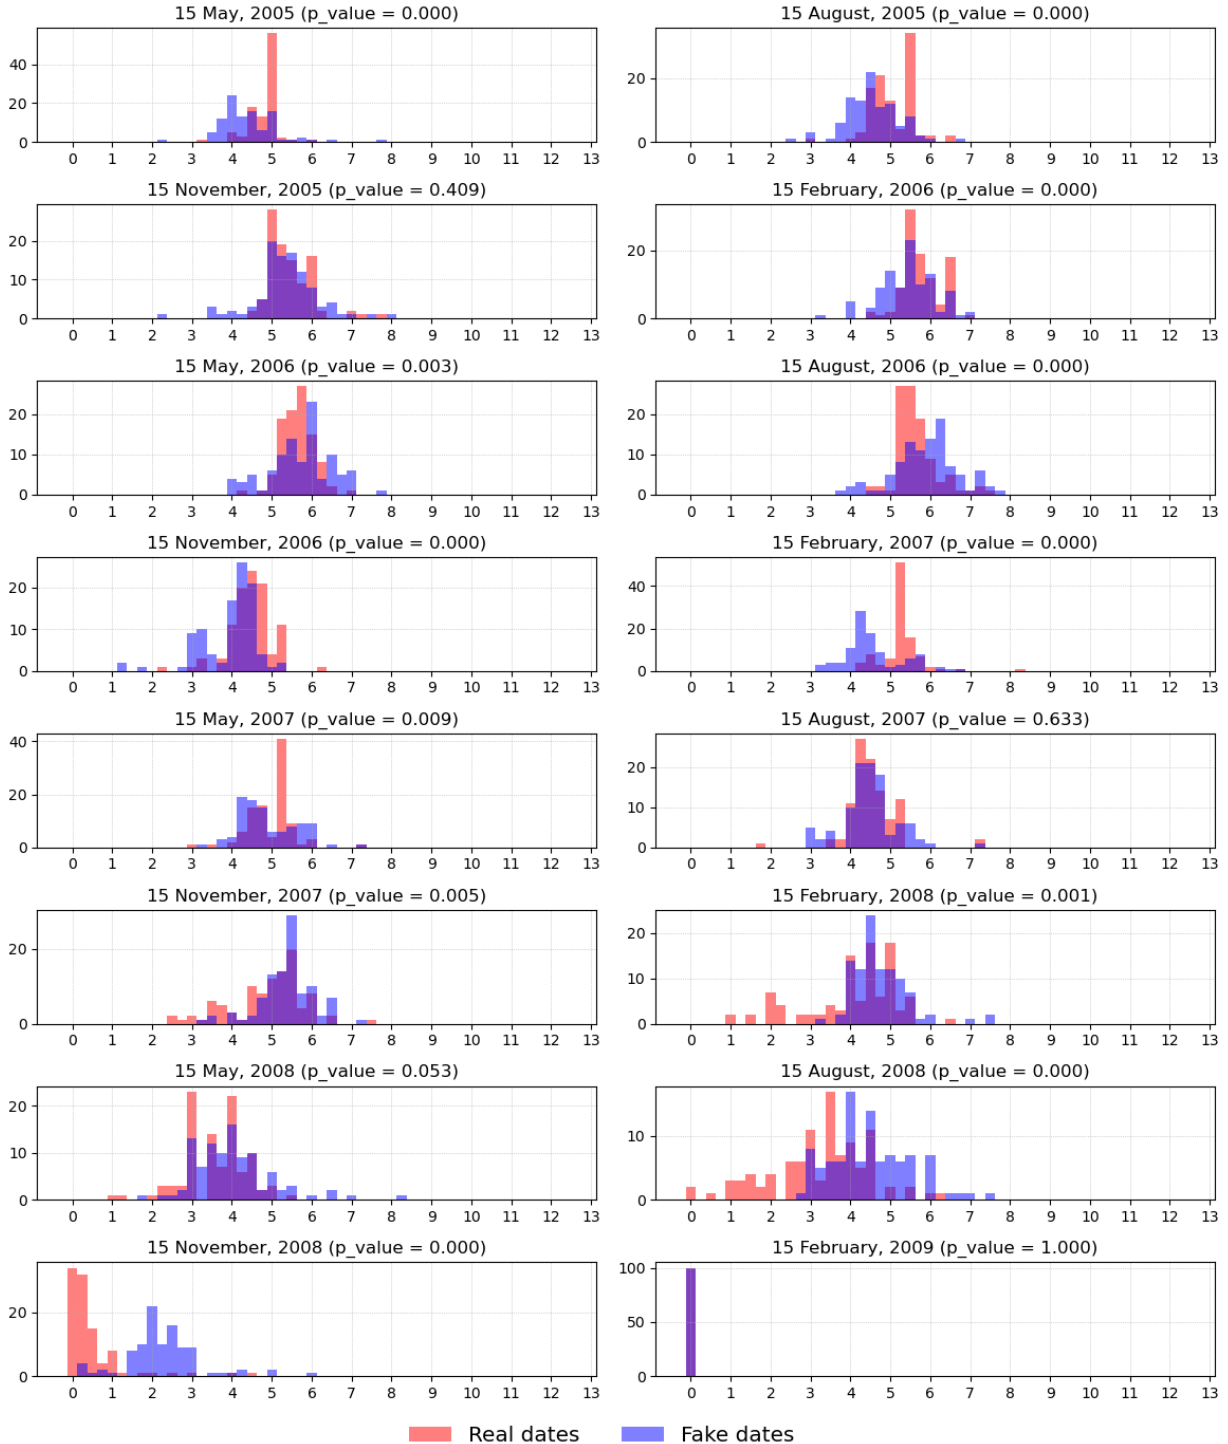 15 May, 2005 (p_value = 0.000)
40
20
0
0 1 2 3 4 5 6 7 8 9 10 11 12 13
15 August, 2005 (p_value = 0.000)
20
0
0 1 2 3 4 5 6 7 8 9 10 11 12 13
15 November, 2005 (p_value = 0.409)
20
10
0
0 1 2 3 4 5 6 7 8 9 10 11 12 13
15 February, 2006 (p_value = 0.000)
20
0
0 1 2 3 4 5 6 7 8 9 10 11 12 13
15 May, 2006 (p_value = 0.003)
20
10
0
0 1 2 3 4 5 6 7 8 9 10 11 12 13
15 August, 2006 (p_value = 0.000)
20
10
0
0 1 2 3 4 5 6 7 8 9 10 11 12 13
15 November, 2006 (p_value = 0.000)
20
10
0
0 1 2 3 4 5 6 7 8 9 10 11 12 13
15 February, 2007 (p_value = 0.000)
40
20
0
0 1 2 3 4 5 6 7 8 9 10 11 12 13
15 May, 2007 (p_value = 0.009)
40
20
0
0 1 2 3 4 5 6 7 8 9 10 11 12 13
15 August, 2007 (p_value = 0.633)
20
10
0
0 1 2 3 4 5 6 7 8 9 10 11 12 13
15 November, 2007 (p_value = 0.005)
20
0
0 1 2 3 4 5 6 7 8 9 10 11 12 13
15 February, 2008 (p_value = 0.001)
20
10
0
0 1 2 3 4 5 6 7 8 9 10 11 12 13
15 May, 2008 (p_value = 0.053)
20
10
0
0 1 2 3 4 5 6 7 8 9 10 11 12 13
15 August, 2008 (p_value = 0.000)
10
0
0 1 2 3 4 5 6 7 8 9 10 11 12 13
15 November, 2008 (p_value = 0.000)
20
0
0 1 2 3 4 5 6 7 8 9 10 11 12 13
15 February, 2009 (p_value = 1.000)
100
50
0
0 1 2 3 4 5 6 7 8 9 10 11 12 13
Real dates
Fake dates